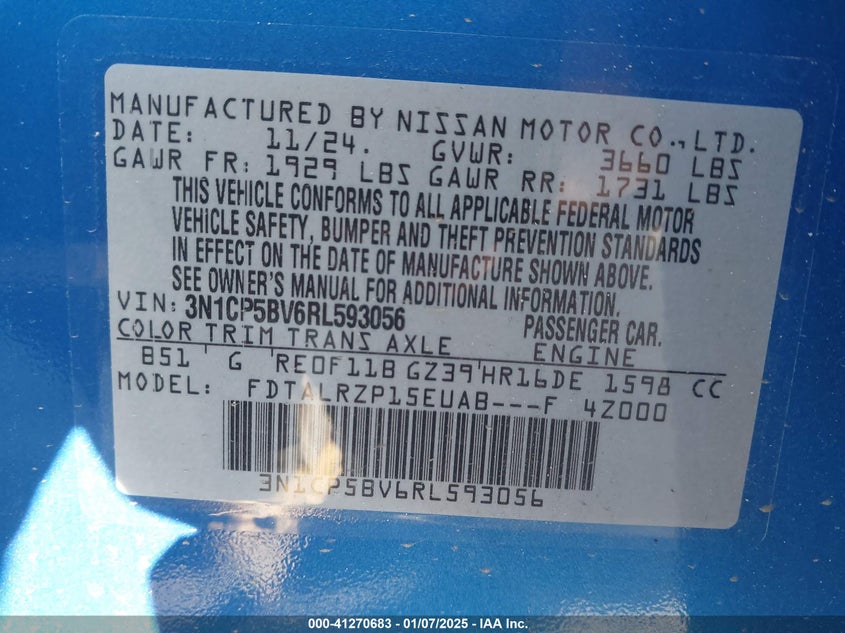 MANUFACTURED BY NISSAN MOTOR CO., LTD.
DATE: 11/24. GVWR: 3660 LBS
GAWR FR: 1929 LBS GAWR RR: 1731 LBS
THIS VEHICLE CONFORMS TO ALL APPLICABLE FEDERAL MOTOR
VEHICLE SAFETY, BUMPER AND THEFT PREVENTION STANDARDS
IN EFFECT ON THE DATE OF MANUFACTURE SHOWN ABOVE.
SEE OWNER'S MANUAL FOR ADDITIONAL INFORMATION.
VIN: 3N1CP5BV6RL593056 PASSENGER CAR.
COLOR TRIM TRANS AXLE ENGINE
B51 G RE0F11B GZ39 HR16DE 1598 CC
MODEL: FDTALRZP15EUAB---F 4Z000
3N1CP5BV6RL593056
000-41270683 - 01/07/2025 - IAA Inc.